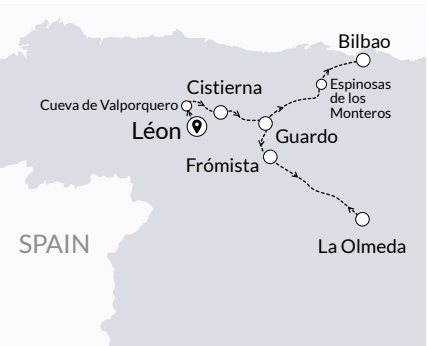 Bilbao
Cistierna
Espinosas
de los
Monteros
Cueva de Valporquero
Léon
Guardo
Frómista
SPAIN
La Olmeda